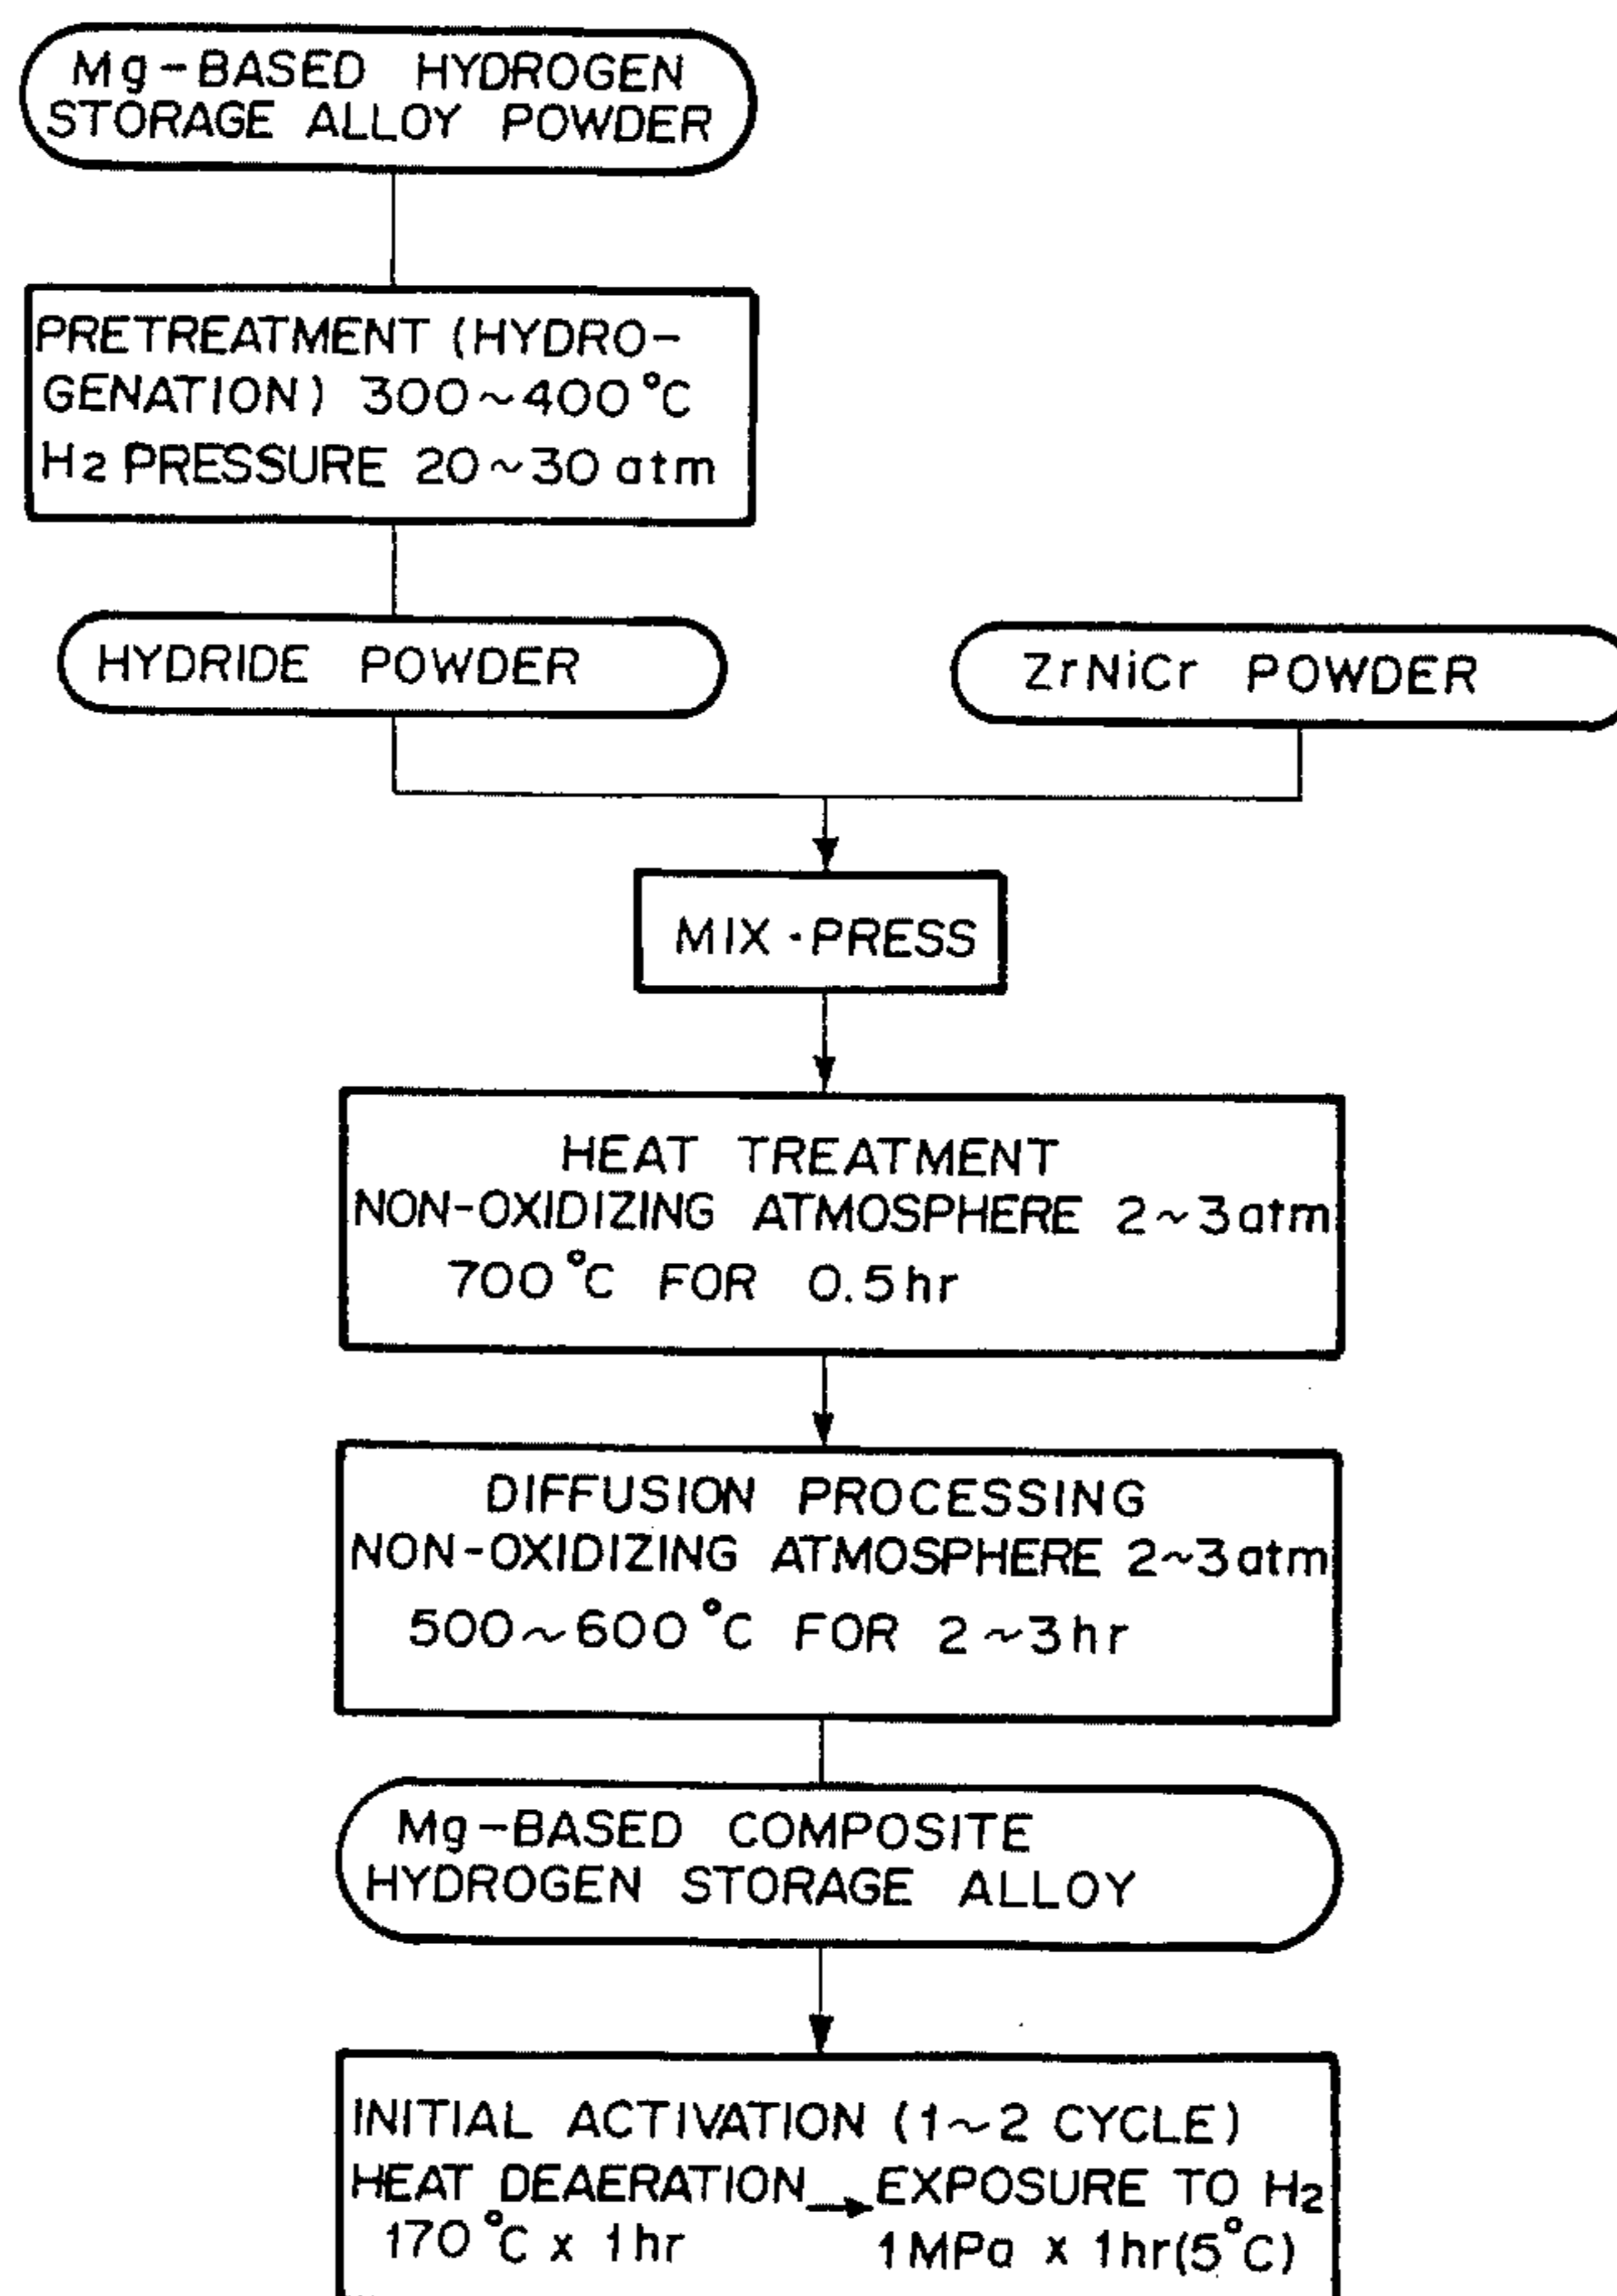 Mg-BASED HYDROGEN
STORAGE ALLOY POWDER
PRETREATMENT (HYDRO-
GENATION) 300~400°C
H2 PRESSURE 20~30 atm
HYDRIDE POWDER
ZrNiCr POWDER
MIX·PRESS
HEAT TREATMENT
NON-OXIDIZING ATMOSPHERE 2~3atm
700°C FOR 0.5hr
DIFFUSION PROCESSING
NON-OXIDIZING ATMOSPHERE 2~3atm
500~600°C FOR 2~3hr
Mg-BASED COMPOSITE
HYDROGEN STORAGE ALLOY
INITIAL ACTIVATION (1~2 CYCLE)
HEAT DEAERATION→EXPOSURE TO H2
170°C x 1hr 1MPa x 1hr(5°C)